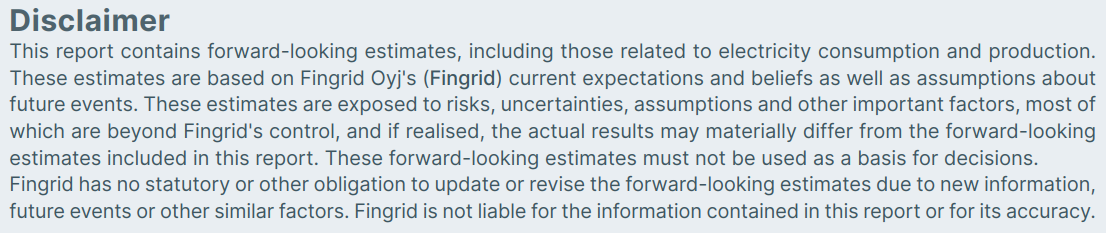 Disclaimer
This report contains forward-looking estimates, including those related to electricity consumption and production.
These estimates are based on Fingrid Oyj's (Fingrid) current expectations and beliefs as well as assumptions about
future events. These estimates are exposed to risks, uncertainties, assumptions and other important factors, most of
which are beyond Fingrid's control, and if realised, the actual results may materially differ from the forward-looking
estimates included in this report. These forward-looking estimates must not be used as a basis for decisions.
Fingrid has no statutory or other obligation to update or revise the forward-looking estimates due to new information,
future events or other similar factors. Fingrid is not liable for the information contained in this report or for its accuracy.